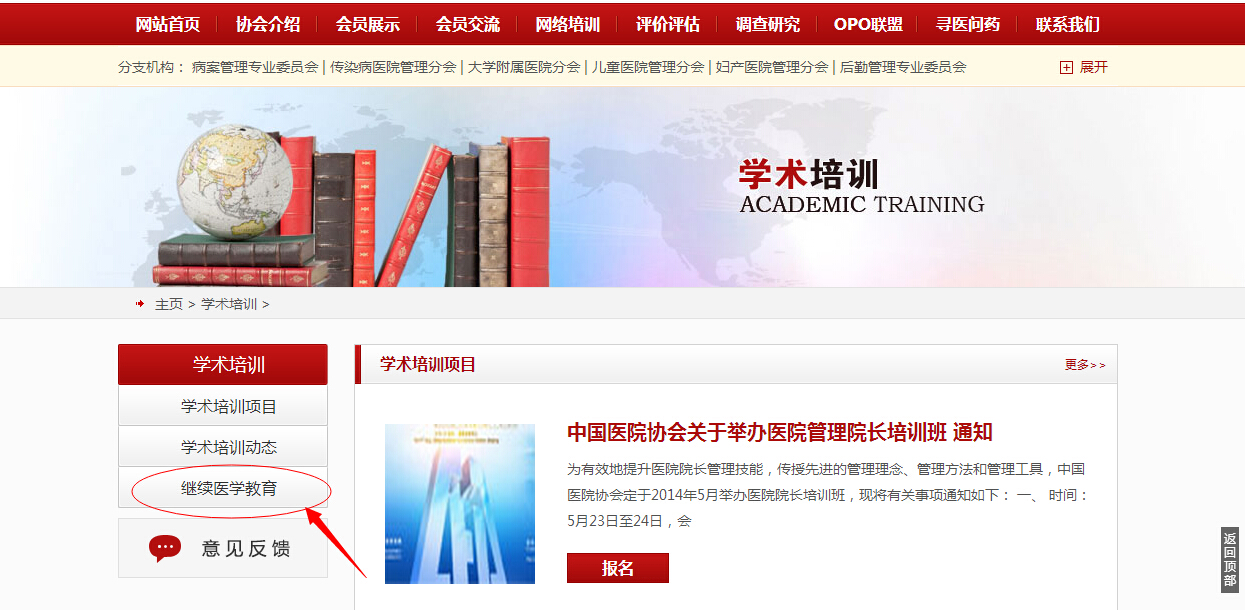 网站首页 协会介绍 会员展示 会员交流 网络培训 评价评估 调查研究 OPO联盟 寻医问药 联系我们
分支机构： 病案管理专业委员会 | 传染病医院管理分会 | 大学附属医院分会 | 儿童医院管理分会 | 妇产医院管理分会 | 后勤管理专业委员会 展开
学术培训
ACADEMIC TRAINING
主页 > 学术培训 >
学术培训
学术培训项目
学术培训动态
继续医学教育
意见反馈
学术培训项目 更多>>
中国医院协会关于举办医院管理院长培训班 通知
为有效地提升医院院长管理技能，传授先进的管理理念、管理方法和管理工具，中国
医院协会定于2014年5月举办医院院长培训班，现将有关事项通知如下： 一、 时间：
5月23日至24日，会
报名
返回顶部